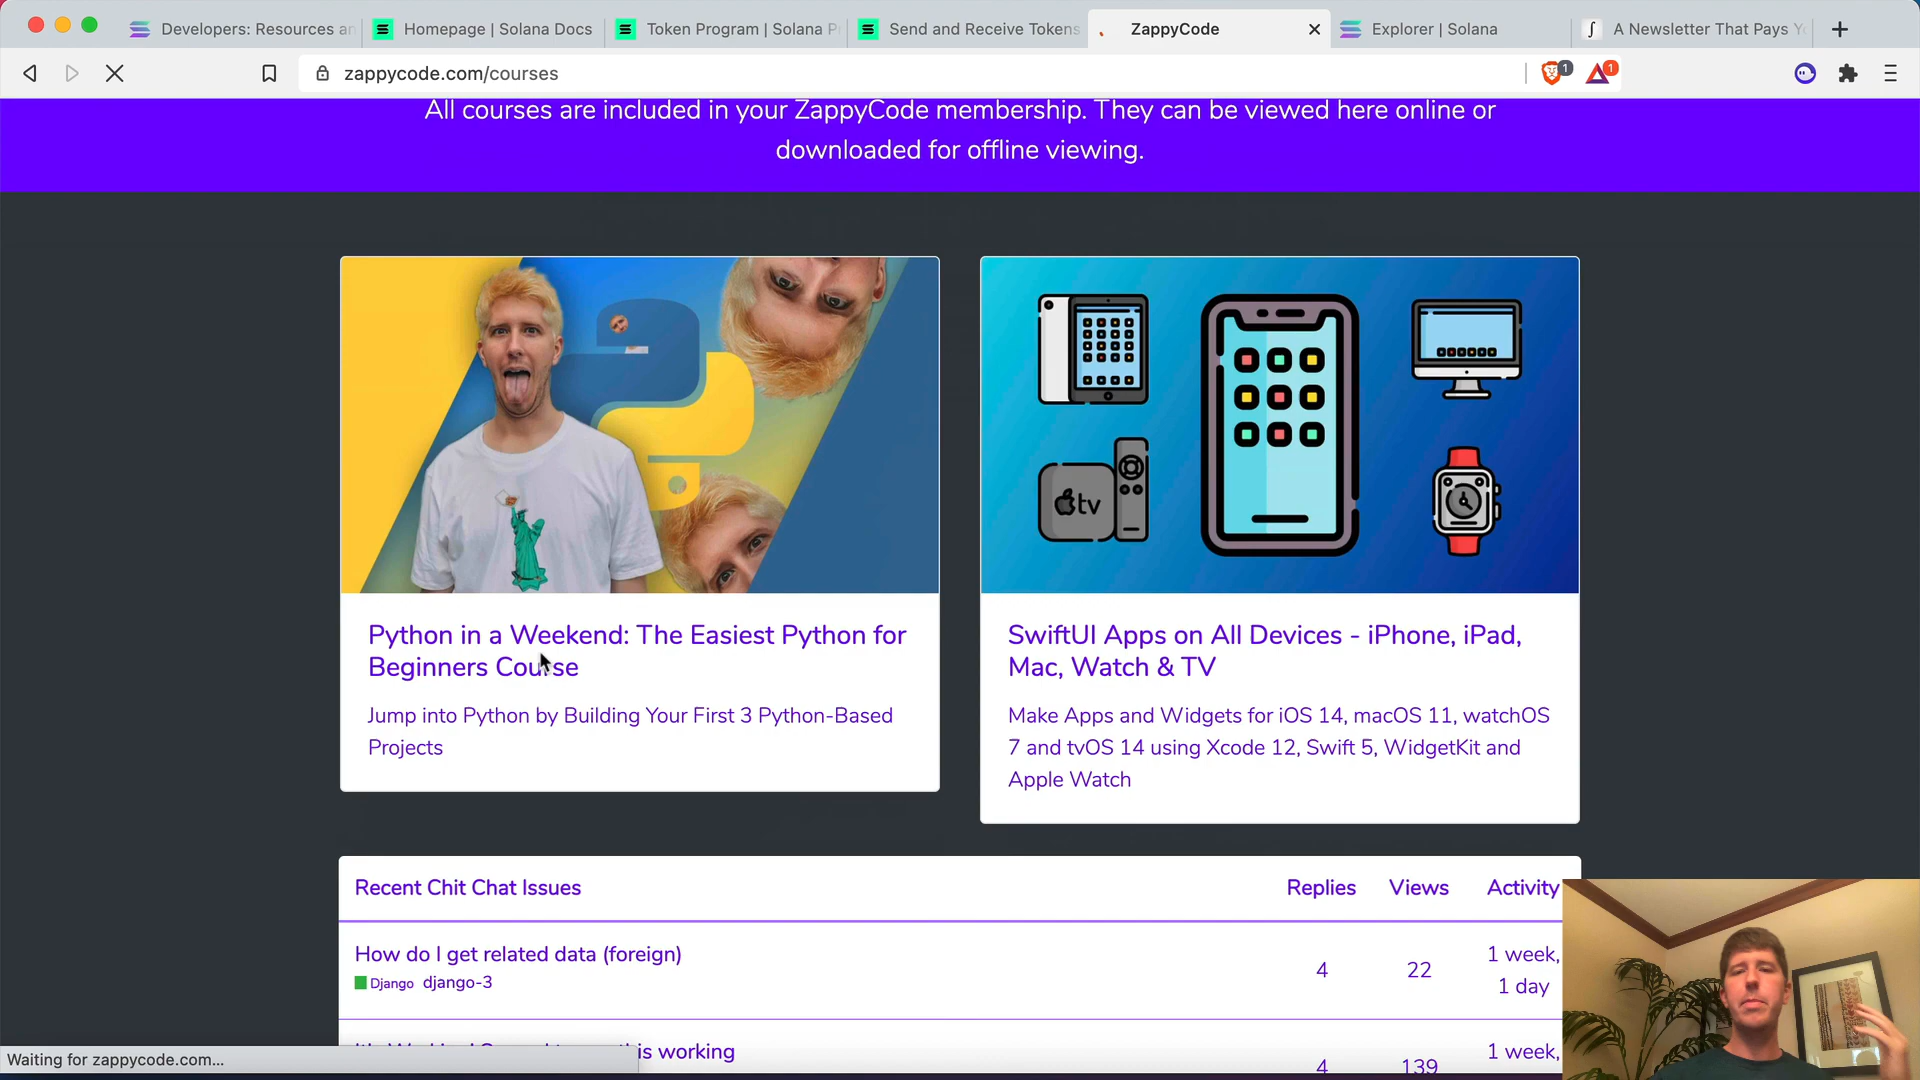 Developers: Resources an
Homepage | Solana Docs
Token Program | Solana P
Send and Receive Tokens
ZappyCode
Explorer | Solana
A Newsletter That Pays Y
zappycode.com/courses
1
1
All courses are included in your ZappyCode membership. They can be viewed here online or
downloaded for offline viewing.
tv
Python in a Weekend: The Easiest Python for
Beginners Course
Jump into Python by Building Your First 3 Python-Based
Projects
SwiftUI Apps on All Devices - iPhone, iPad,
Mac, Watch & TV
Make Apps and Widgets for iOS 14, macOS 11, watchOS
7 and tvOS 14 using Xcode 12, Swift 5, WidgetKit and
Apple Watch
Recent Chit Chat Issues Replies Views Activity
How do I get related data (foreign) 4 22 1 week,
Django django-3 1 day
this working 4 139 1 week,
Waiting for zappycode.com...